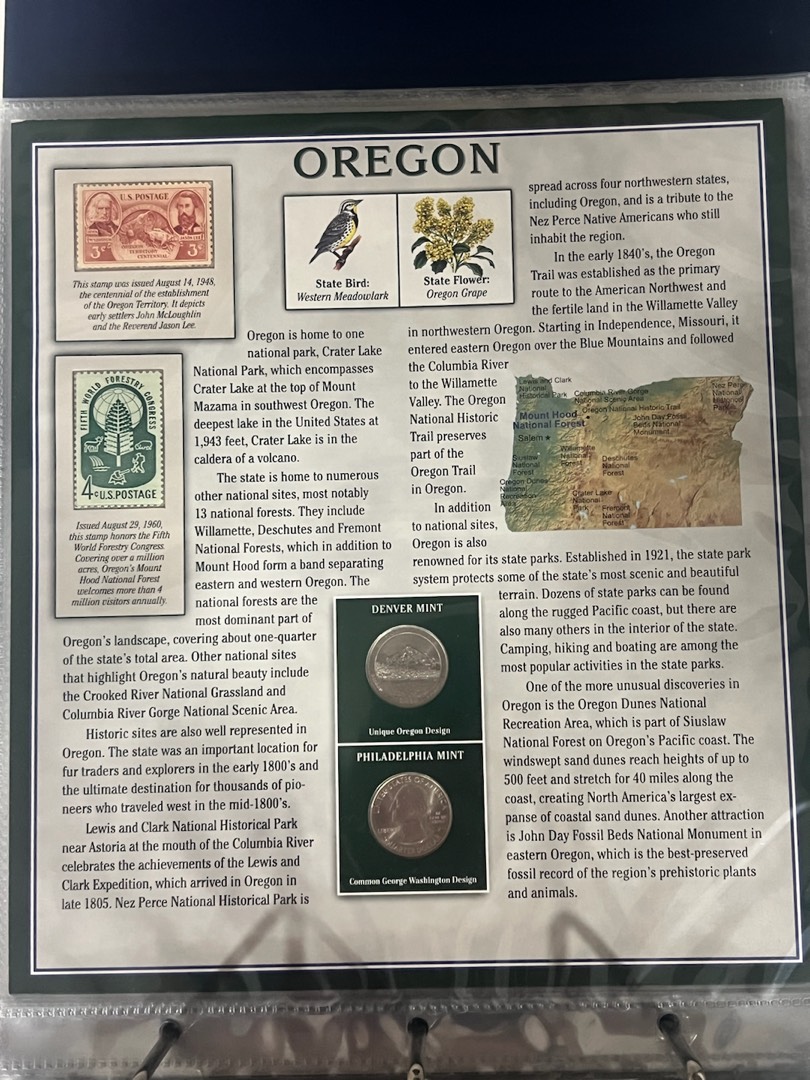 OREGON
U.S. POSTAGE
3¢ 3¢
OREGON
TERRITORY
CENTENNIAL
This stamp was issued August 14, 1948,
the centennial of the establishment
of the Oregon Territory. It depicts
early settlers John McLoughlin
and the Reverend Jason Lee.
State Bird:
Western Meadowlark
State Flower:
Oregon Grape
FIFTH WORLD FORESTRY CONGRESS
4¢ U.S.POSTAGE
Issued August 29, 1960,
this stamp honors the Fifth
World Forestry Congress.
Covering over a million
acres, Oregon's Mount
Hood National Forest
welcomes more than 4
million visitors annually.
Oregon is home to one
national park, Crater Lake
National Park, which encompasses
Crater Lake at the top of Mount
Mazama in southwest Oregon. The
deepest lake in the United States at
1,943 feet, Crater Lake is in the
caldera of a volcano.
The state is home to numerous
other national sites, most notably
13 national forests. They include
Willamette, Deschutes and Fremont
National Forests, which in addition to
Mount Hood form a band separating
eastern and western Oregon. The
national forests are the
most dominant part of
Oregon's landscape, covering about one-quarter
of the state's total area. Other national sites
that highlight Oregon's natural beauty include
the Crooked River National Grassland and
Columbia River Gorge National Scenic Area.
Historic sites are also well represented in
Oregon. The state was an important location for
fur traders and explorers in the early 1800's and
the ultimate destination for thousands of pio-
neers who traveled west in the mid-1800's.
Lewis and Clark National Historical Park
near Astoria at the mouth of the Columbia River
celebrates the achievements of the Lewis and
Clark Expedition, which arrived in Oregon in
late 1805. Nez Perce National Historical Park is
spread across four northwestern states,
including Oregon, and is a tribute to the
Nez Perce Native Americans who still
inhabit the region.
In the early 1840's, the Oregon
Trail was established as the primary
route to the American Northwest and
the fertile land in the Willamette Valley
in northwestern Oregon. Starting in Independence, Missouri, it
entered eastern Oregon over the Blue Mountains and followed
the Columbia River
to the Willamette
Valley. The Oregon
National Historic
Trail preserves
part of the
Oregon Trail
in Oregon.
In addition
to national sites,
Oregon is also
renowned for its state parks. Established in 1921, the state park
system protects some of the state's most scenic and beautiful
terrain. Dozens of state parks can be found
along the rugged Pacific coast, but there are
also many others in the interior of the state.
Camping, hiking and boating are among the
most popular activities in the state parks.
One of the more unusual discoveries in
Oregon is the Oregon Dunes National
Recreation Area, which is part of Siuslaw
National Forest on Oregon's Pacific coast. The
windswept sand dunes reach heights of up to
500 feet and stretch for 40 miles along the
coast, creating North America's largest ex-
panse of coastal sand dunes. Another attraction
is John Day Fossil Beds National Monument in
eastern Oregon, which is the best-preserved
fossil record of the region's prehistoric plants
and animals.
Lewis and Clark
National
Historical Park
Columbia River Gorge
National Scenic Area
Nez Perce
National
Historical
Park
Oregon National Historic Trail
Mount Hood
National Forest
John Day Fossil
Beds National
Monument
Salem
Willamette
National
Forest
Siuslaw
National
Forest
Deschutes
National
Forest
Oregon Dunes
National
Recreation
Area
Crater Lake
National
Park
Fremont
National
Forest
DENVER MINT
Unique Oregon Design
PHILADELPHIA MINT
Common George Washington Design